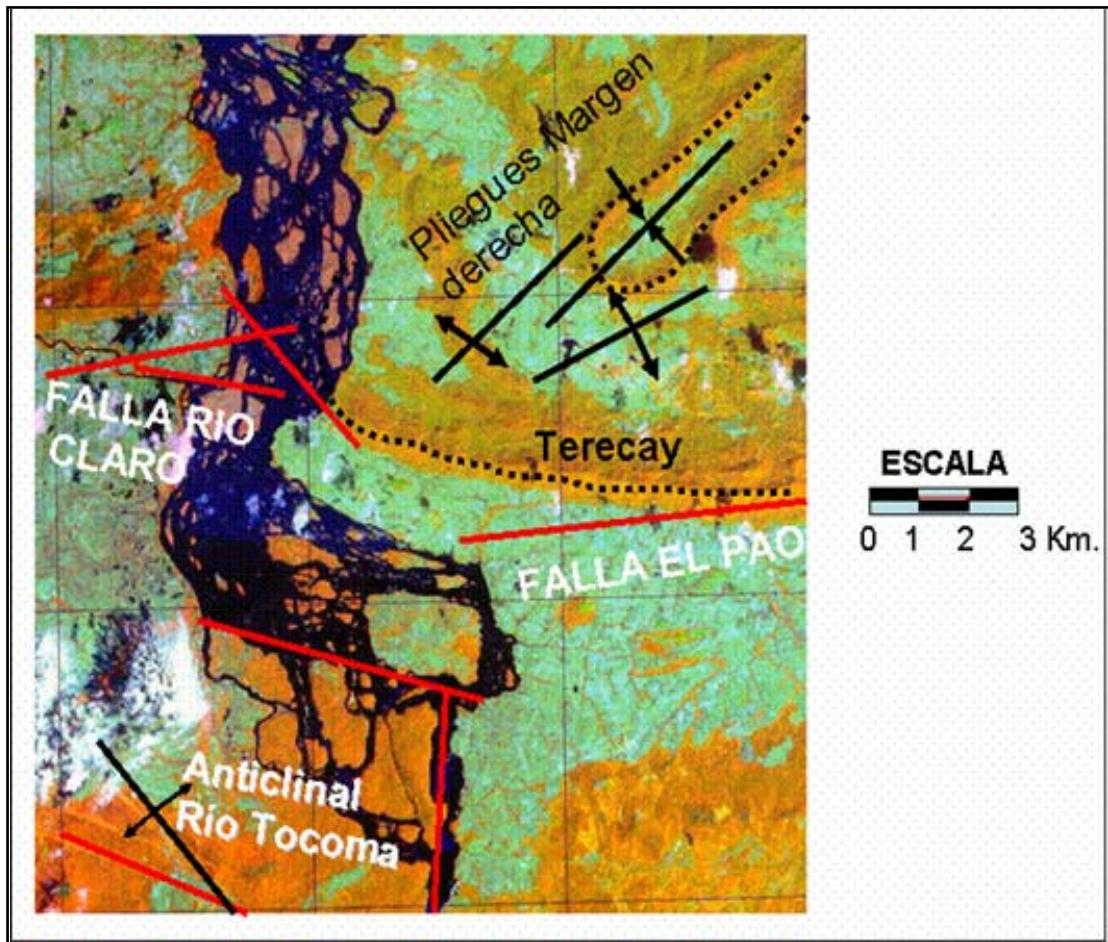 Pliegues Margen
derecha
FALLA RIO
CLARO
Terecay
FALLA EL PAO
ESCALA
0 1 2 3 Km.
Anticlinal
Río Tocoma